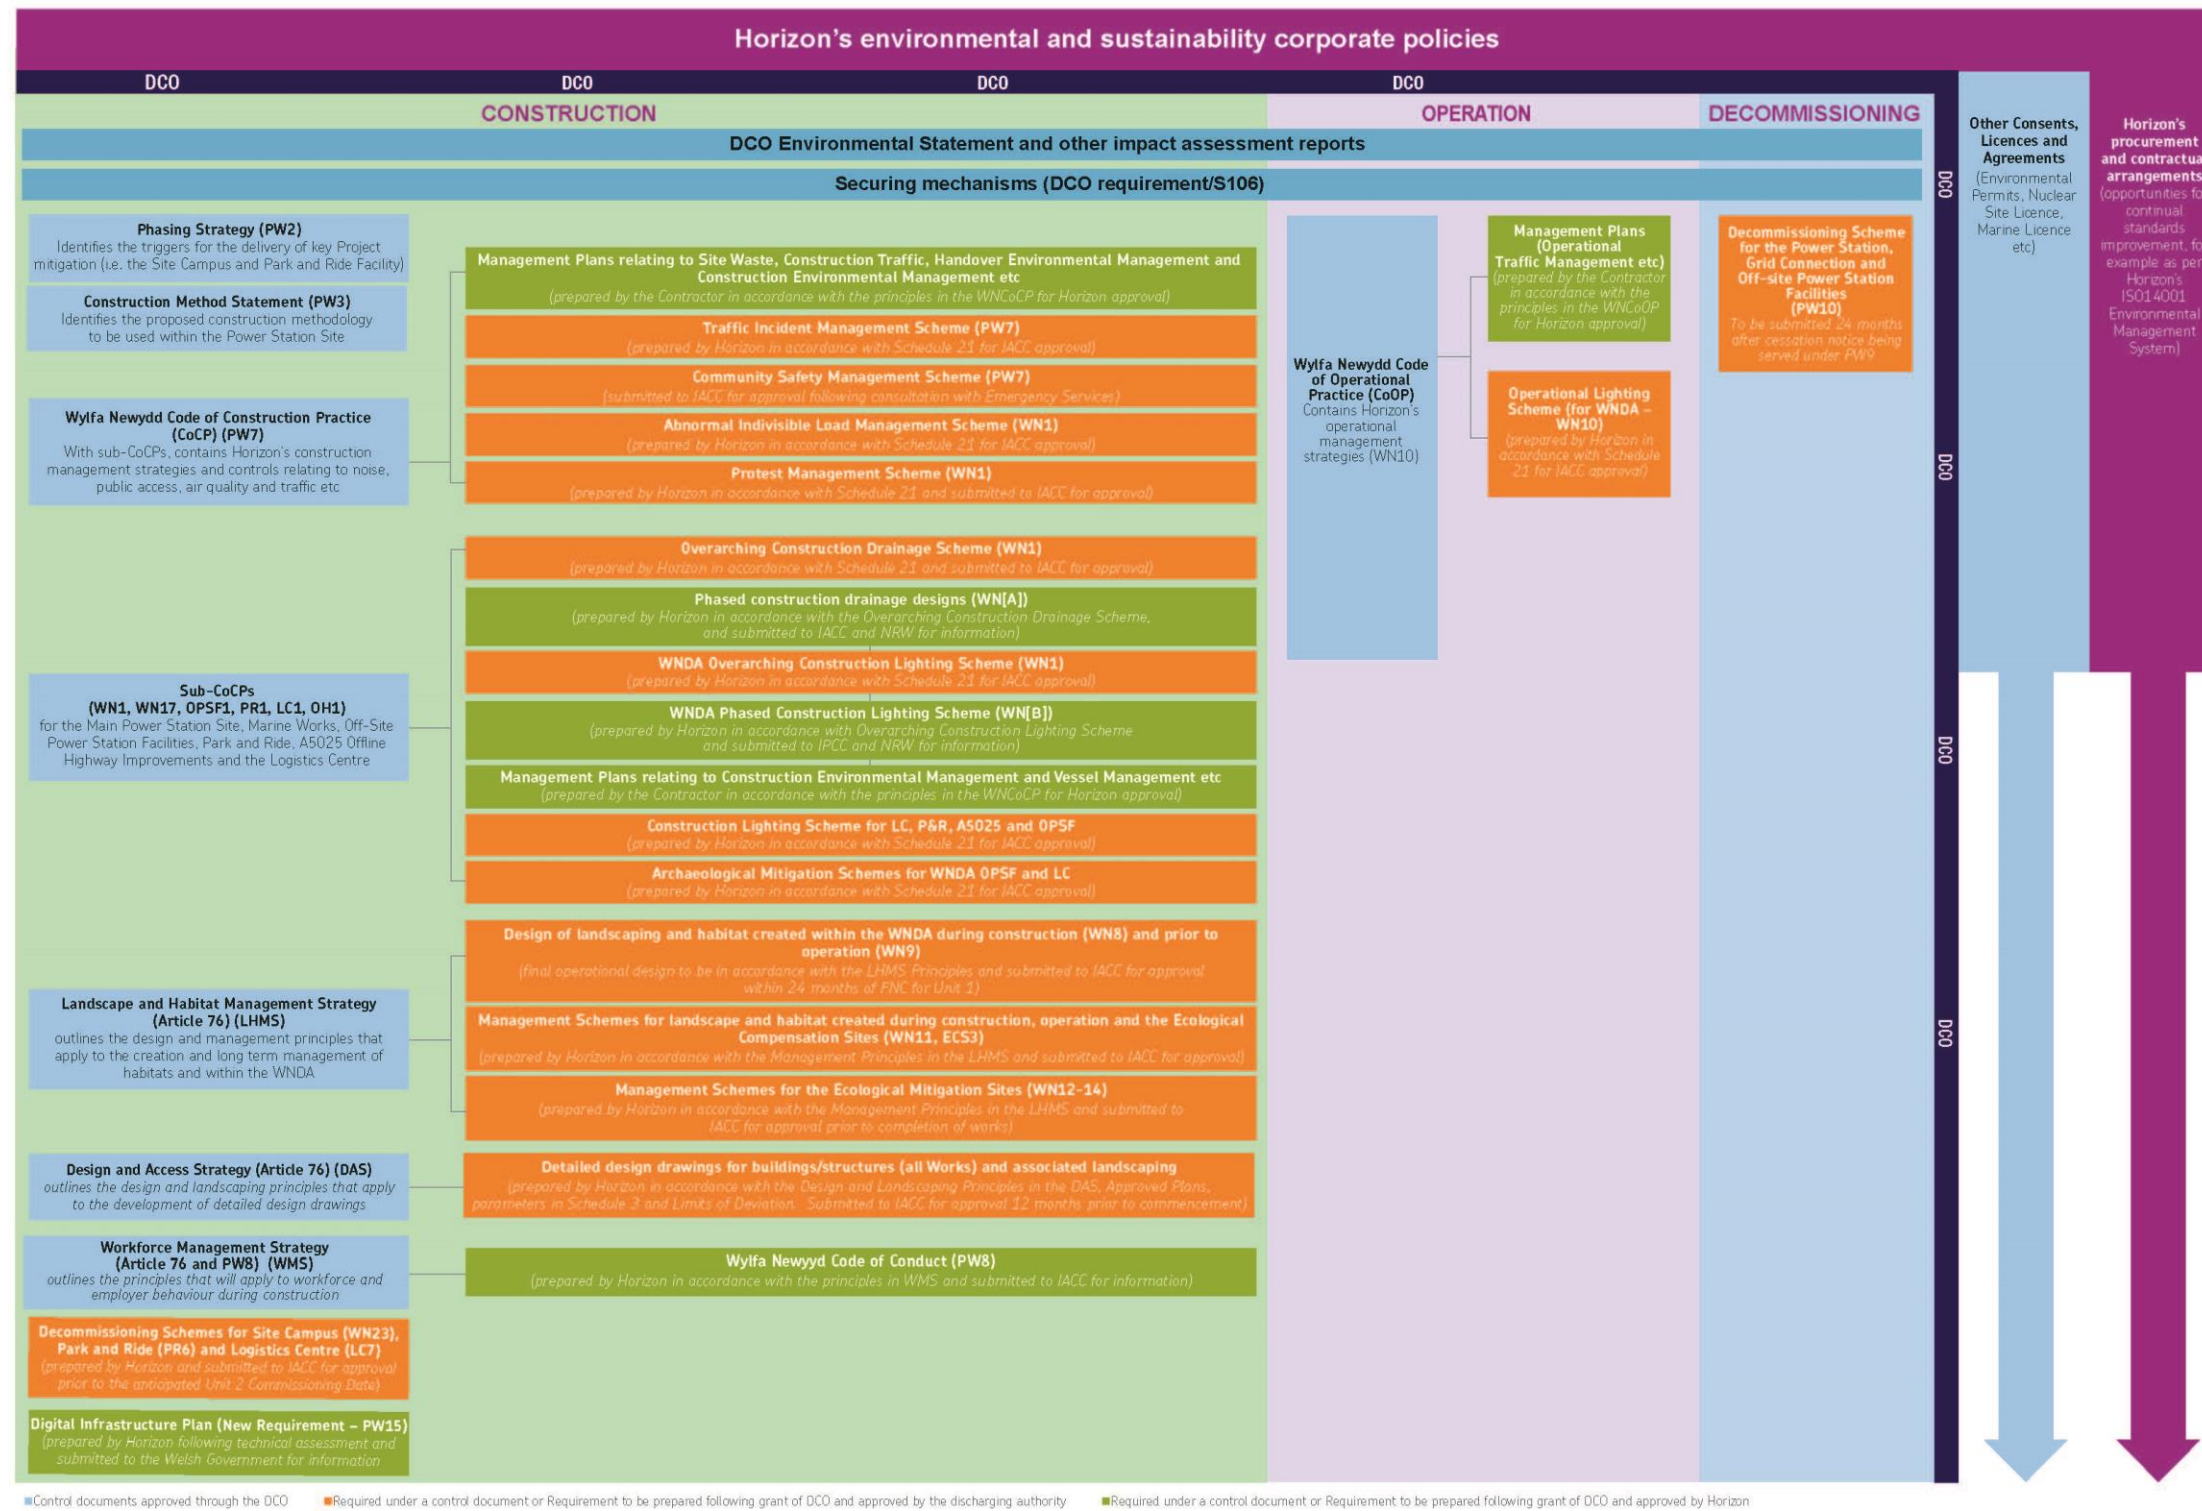 Horizon's environmental and sustainability corporate policies
DCO DCO DCO DCO
CONSTRUCTION
OPERATION
DECOMMISSIONING
DCO Environmental Statement and other impact assessment reports
Securing mechanisms (DCO requirement/S106)
Phasing Strategy (PW2)
Identifies the triggers for the delivery of key Project
mitigation (i.e. the Site Campus and Park and Ride Facility)
Construction Method Statement (PW3)
Identifies the proposed construction methodology
to be used within the Power Station Site
Wylfa Newydd Code of Construction Practice
(CoCP) (PW7)
With sub-CoCPs, contains Horizon's construction
management strategies and controls relating to noise,
public access, air quality and traffic etc
Management Plans relating to Site Waste, Construction Traffic, Handover Environmental Management and
Construction Environmental Management etc
(prepared by the Contractor in accordance with the principles in the WNCoCP for Horizon approval)
Traffic Incident Management Scheme (PW7)
(prepared by Horizon in accordance with Schedule 21 for IACC approval)
Community Safety Management Scheme (PW7)
(submitted to IACC for approval following consultation with Emergency Services)
Abnormal Indivisible Load Management Scheme (WN1)
(prepared by Horizon in accordance with Schedule 21 for IACC approval)
Protest Management Scheme (WN1)
(prepared by Horizon in accordance with Schedule 21 and submitted to IACC for approval)
Sub-CoCPs
(WN1, WN17, OPSF1, PR1, LC1, OH1)
for the Main Power Station Site, Marine Works, Off-Site
Power Station Facilities, Park and Ride, A5025 Offline
Highway Improvements and the Logistics Centre
Overarching Construction Drainage Scheme (WN1)
(prepared by Horizon in accordance with Schedule 21 and submitted to IACC for approval)
Phased construction drainage designs (WN[A])
(prepared by Horizon in accordance with the Overarching Construction Drainage Scheme,
and submitted to IACC and NRW for information)
WNDA Overarching Construction Lighting Scheme (WN1)
(prepared by Horizon in accordance with Schedule 21 for IACC approval)
WNDA Phased Construction Lighting Scheme (WN[B])
(prepared by Horizon in accordance with Overarching Construction Lighting Scheme
and submitted to IPCC and NRW for information)
Management Plans relating to Construction Environmental Management and Vessel Management etc
(prepared by the Contractor in accordance with the principles in the WNCoCP for Horizon approval)
Construction Lighting Scheme for LC, P&R, A5025 and OPSF
(prepared by Horizon in accordance with Schedule 21 for IACC approval)
Archaeological Mitigation Schemes for WNDA OPSF and LC
(prepared by Horizon in accordance with Schedule 21 for IACC approval)
Landscape and Habitat Management Strategy
(Article 76) (LHMS)
outlines the design and management principles that
apply to the creation and long term management of
habitats and within the WNDA
Design of landscaping and habitat created within the WNDA during construction (WN8) and prior to
operation (WN9)
(final operational design to be in accordance with the LHMS Principles and submitted to IACC for approval
within 24 months of FNC for Unit 1)
Management Schemes for landscape and habitat created during construction, operation and the Ecological
Compensation Sites (WN11, ECS3)
(prepared by Horizon in accordance with the Management Principles in the LHMS and submitted to IACC for approval)
Management Schemes for the Ecological Mitigation Sites (WN12-14)
(prepared by Horizon in accordance with the Management Principles in the LHMS and submitted to
IACC for approval prior to completion of works)
Design and Access Strategy (Article 76) (DAS)
outlines the design and landscaping principles that apply
to the development of detailed design drawings
Detailed design drawings for buildings/structures (all Works) and associated landscaping
(prepared by Horizon in accordance with the Design and Landscaping Principles in the DAS, Approved Plans,
parameters in Schedule 3 and Limits of Deviation. Submitted to IACC for approval 12 months prior to commencement)
Workforce Management Strategy
(Article 76 and PW8) (WMS)
outlines the principles that will apply to workforce and
employer behaviour during construction
Wylfa Newyyd Code of Conduct (PW8)
(prepared by Horizon in accordance with the principles in WMS and submitted to IACC for information)
Decommissioning Schemes for Site Campus (WN23),
Park and Ride (PR6) and Logistics Centre (LC7)
(prepared by Horizon and submitted to IACC for approval
prior to the anticipated Unit 2 Commissioning Date)
Digital Infrastructure Plan (New Requirement – PW15)
(prepared by Horizon following technical assessment and
submitted to the Welsh Government for information
Wylfa Newydd Code
of Operational
Practice (CoOP)
Contains Horizon's
operational
management
strategies (WN10)
Management Plans
(Operational
Traffic Management etc)
(prepared by the Contractor
in accordance with the
principles in the WNCoOP
for Horizon approval)
Operational Lighting
Scheme (for WNDA –
WN10)
(prepared by Horizon in
accordance with Schedule
21 for IACC approval)
Decommissioning Scheme
for the Power Station,
Grid Connection and
Off-site Power Station
Facilities
(PW10)
To be submitted 24 months
after cessation notice being
served under PW9
DCO
DCO
DCO
DCO
Other Consents,
Licences and
Agreements
(Environmental
Permits, Nuclear
Site Licence,
Marine Licence
etc)
Horizon's
procurement
and contractua
arrangements
(opportunities fo
continual
standards
improvement, fo
example as per
Horizon's
ISO14001
Environmental
Management
System)
Control documents approved through the DCO
Required under a control document or Requirement to be prepared following grant of DCO and approved by the discharging authority
Required under a control document or Requirement to be prepared following grant of DCO and approved by Horizon